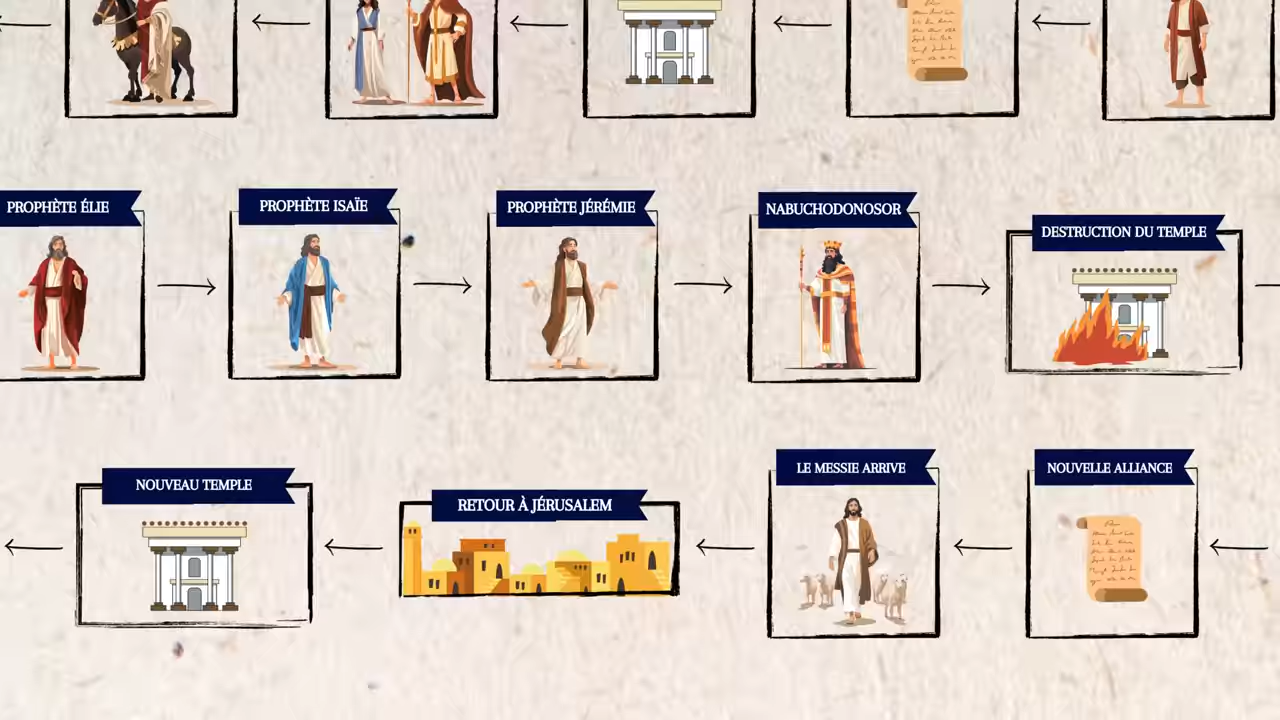 PROPHÈTE ÉLIE
PROPHÈTE ISAÏE
PROPHÈTE JÉRÉMIE
NABUCHODONOSOR
DESTRUCTION DU TEMPLE
NOUVEAU TEMPLE
RETOUR À JÉRUSALEM
LE MESSIE ARRIVE
NOUVELLE ALLIANCE